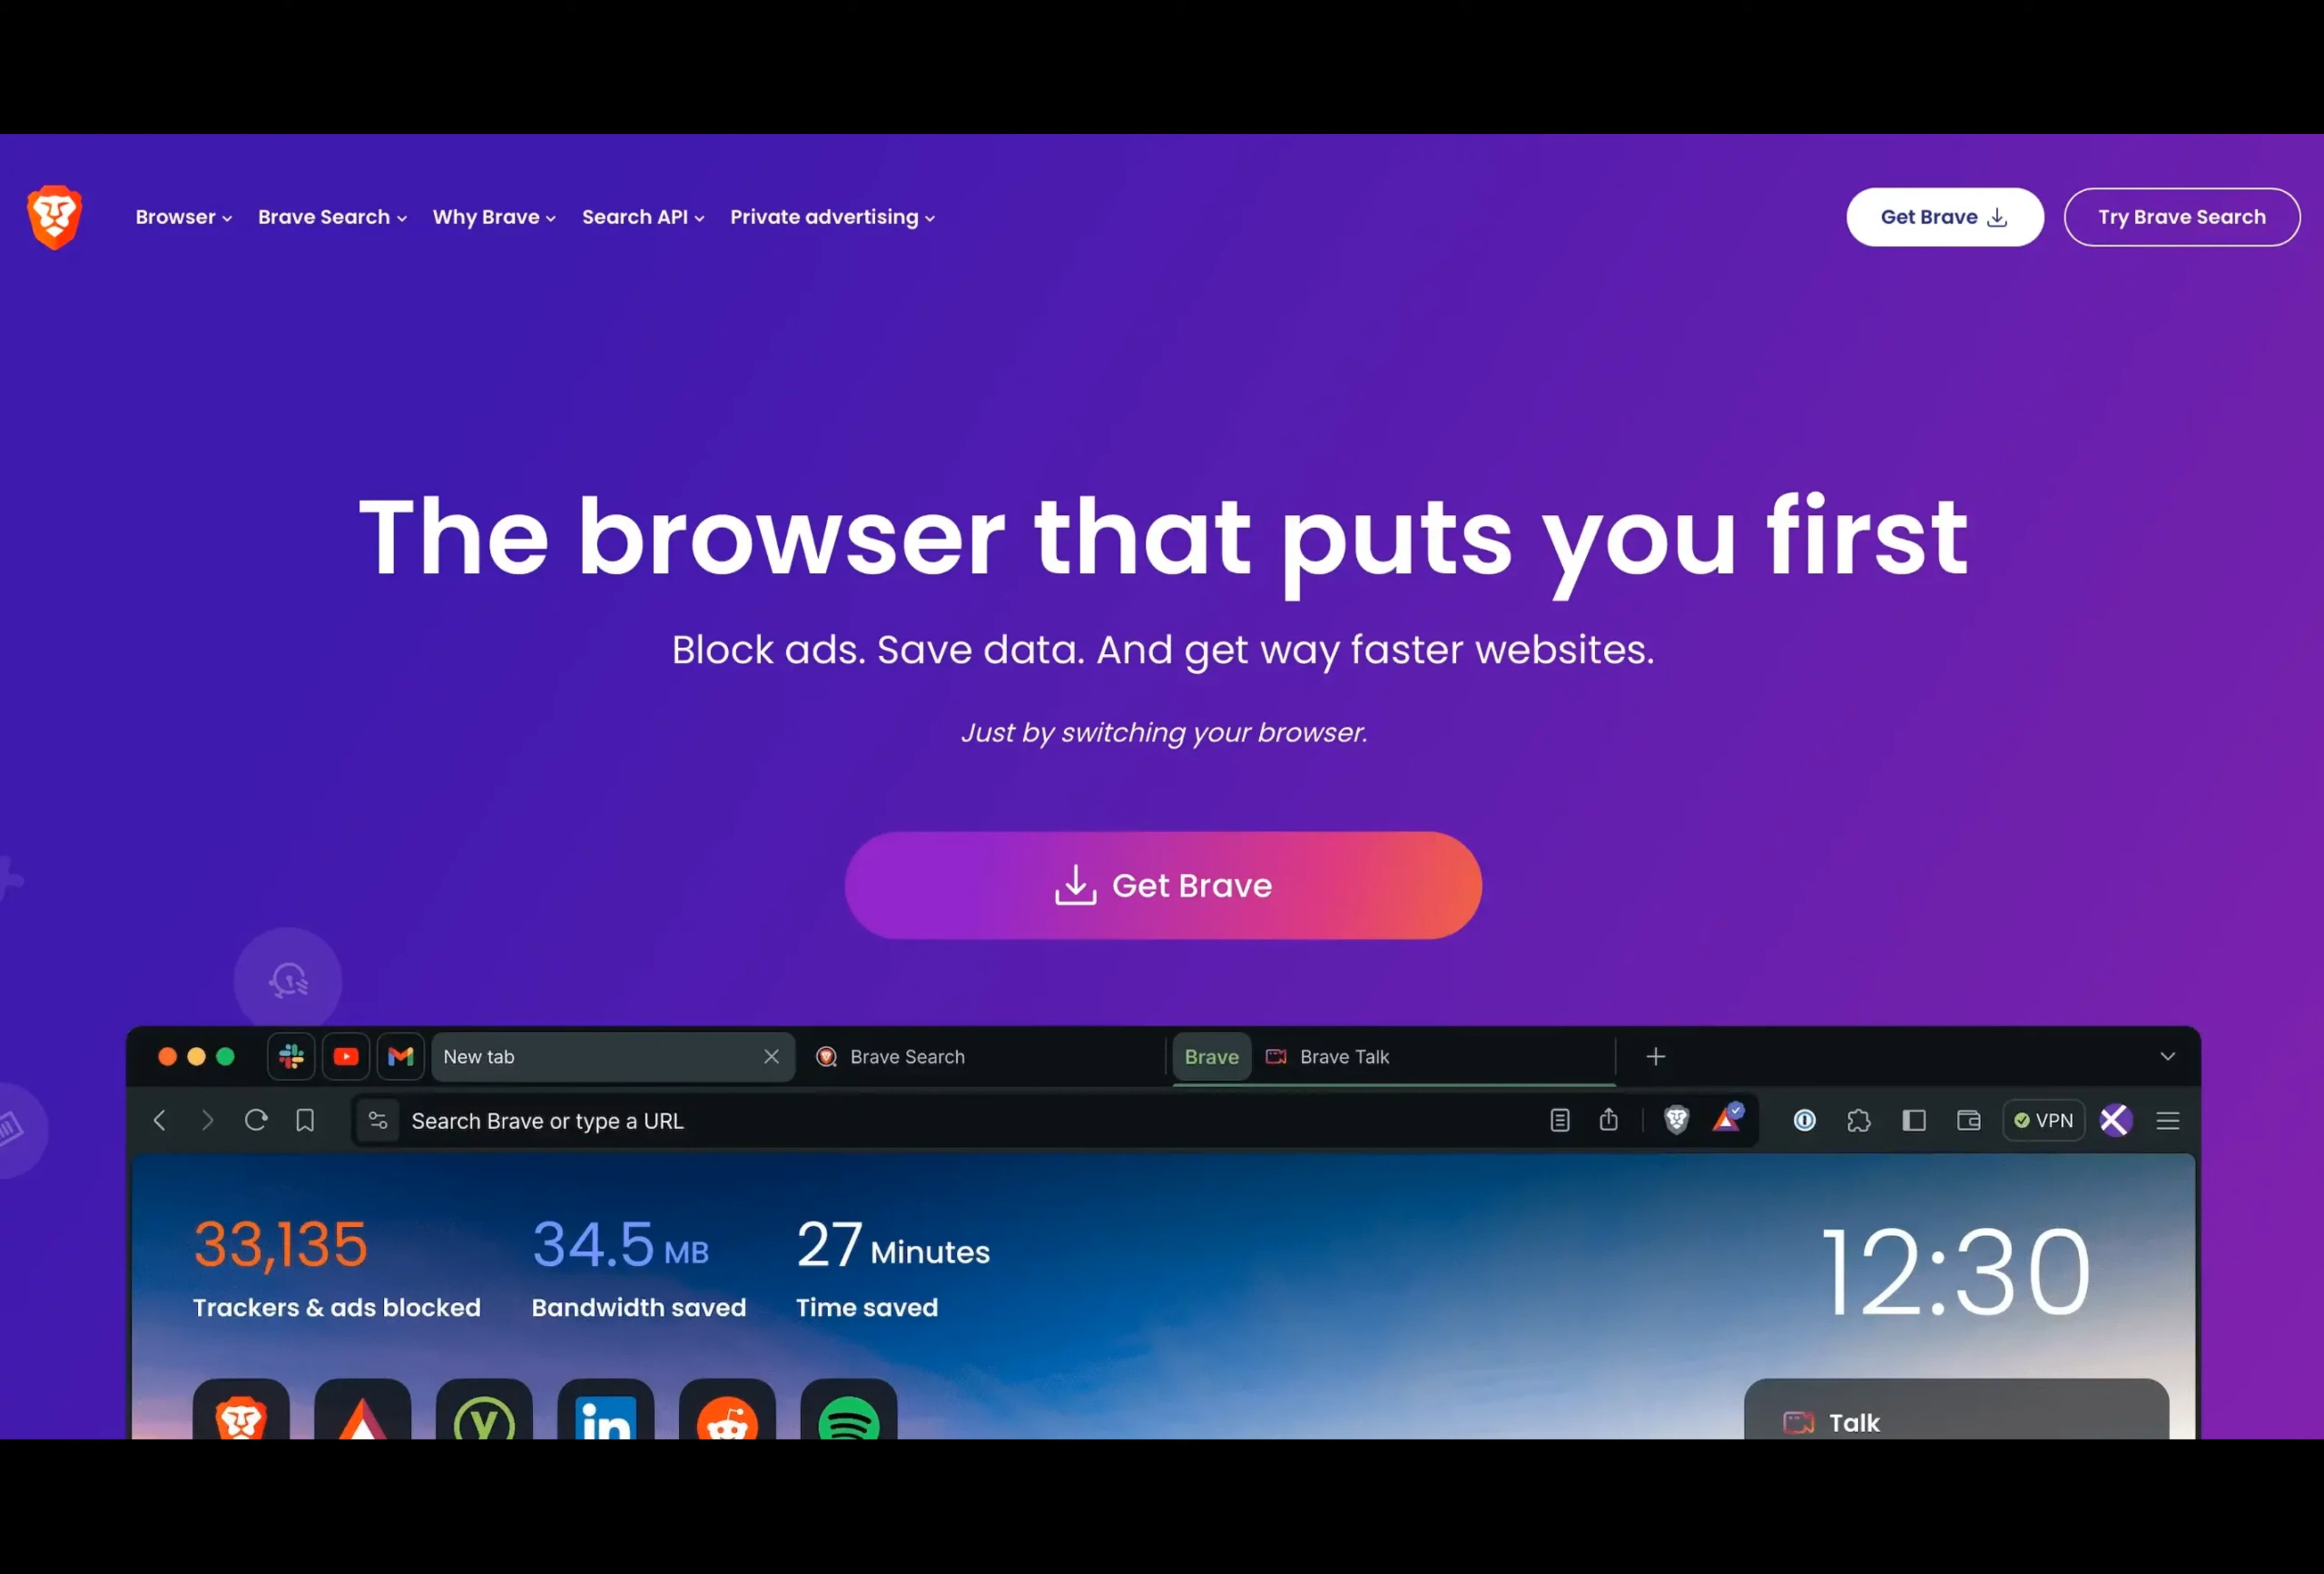 Browser Brave Search Why Brave Search API Private advertising Get Brave Try Brave Search
The browser that puts you first
Block ads. Save data. And get way faster websites.
Just by switching your browser.
Get Brave
New tab Brave Search Brave Brave Talk
Search Brave or type a URL VPN
33,135 34.5 MB 27 Minutes 12:30
Trackers & ads blocked Bandwidth saved Time saved
in
Talk